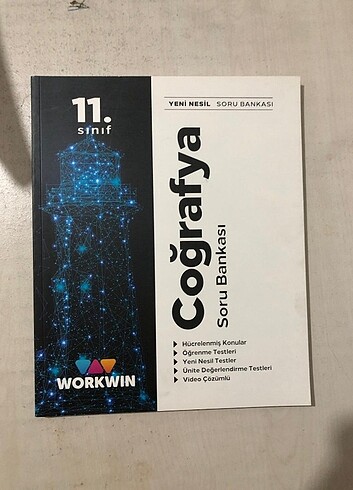 YENİ NESİL SORU BANKASI
11.
sınıf
Coğrafya
Soru Bankası
Hücrelenmiş Konular
Öğrenme Testleri
Yeni Nesil Testler
Ünite Değerlendirme Testleri
Video Çözümlü
WORKWIN